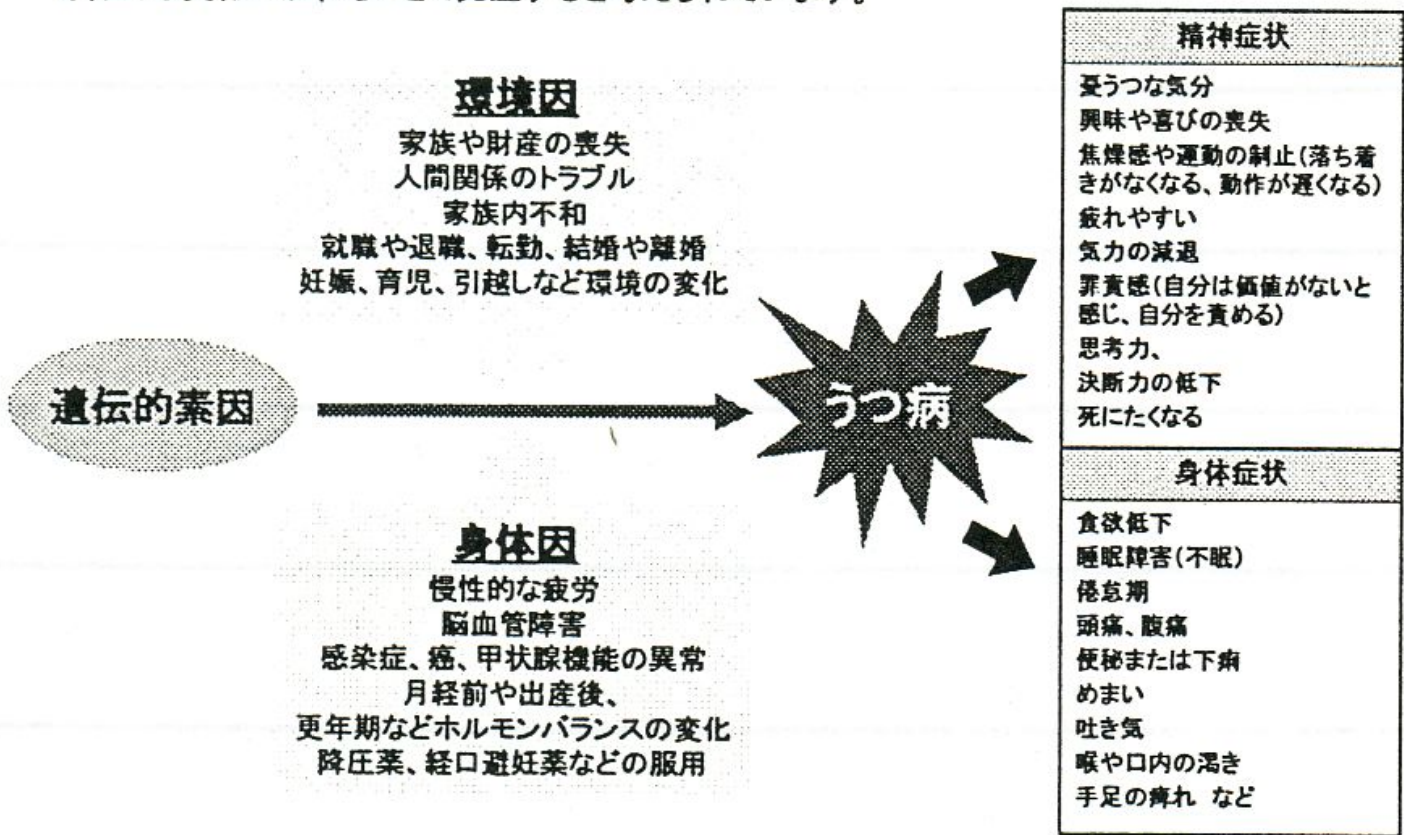 環境因
家族や財産の喪失
人間関係のトラブル
家族内不和
就職や退職、転勤、結婚や離婚
妊娠、育児、引越しなど環境の変化
遺伝的素因
うつ病
身体因
慢性的な疲労
脳血管障害
感染症、癌、甲状腺機能の異常
月経前や出産後、
更年期などホルモンバランスの変化
降圧薬、経口避妊薬などの服用
精神症状
憂うつな気分
興味や喜びの喪失
焦燥感や運動の制止(落ち着
きがなくなる、動作が遅くなる)
疲れやすい
気力の減退
罪責感(自分は価値がないと
感じ、自分を責める)
思考力、
決断力の低下
死にたくなる
身体症状
食欲低下
睡眠障害(不眠)
倦怠期
頭痛、腹痛
便秘または下痢
めまい
吐き気
喉や口内の渇き
手足の痺れ など